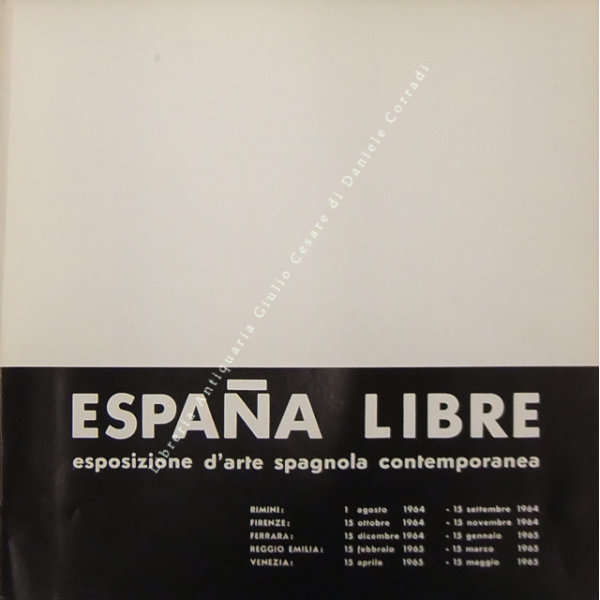 Libreria Antiquaria Giulio Cesare di Daniele Corradi
ESPAÑA LIBRE
esposizione d'arte spagnola contemporanea
RIMINI: 1 agosto 1964 - 15 settembre 1964
FIRENZE: 15 ottobre 1964 - 15 novembre 1964
FERRARA: 15 dicembre 1964 - 15 gennaio 1965
REGGIO EMILIA: 15 febbraio 1965 - 15 marzo 1965
VENEZIA: 15 aprile 1965 - 15 maggio 1965